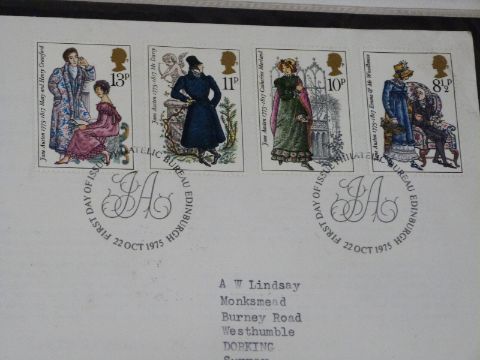 Jane Austen 1775-1817 Mary and Henry Crawford
13P
Jane Austen 1775-1817 Mr. Darcy
11P
Jane Austen 1775-1817 Catherine Morland
10P
Jane Austen 1775-1817 Emma & Mr. Woodhouse
8½P
FIRST DAY OF ISSUE PHILATELIC BUREAU EDINBURGH
JA
22 OCT 1975
FIRST DAY OF ISSUE PHILATELIC BUREAU EDINBURGH
JA
22 OCT 1975
A W Lindsay
Monksmead
Burney Road
Westhumble
DORKING
Surrey